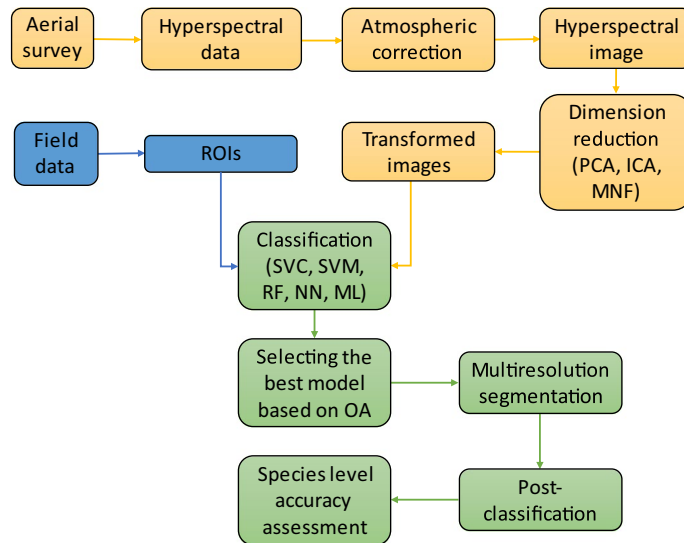 Aerial
survey
Hyperspectral
data
Atmospheric
correction
Hyperspectral
image
Dimension
reduction
(PCA, ICA,
MNF)
Transformed
images
Field
data
ROIs
Classification
(SVC, SVM,
RF, NN, ML)
Selecting the
best model
based on OA
Multiresolution
segmentation
Post-
classification
Species level
accuracy
assessment